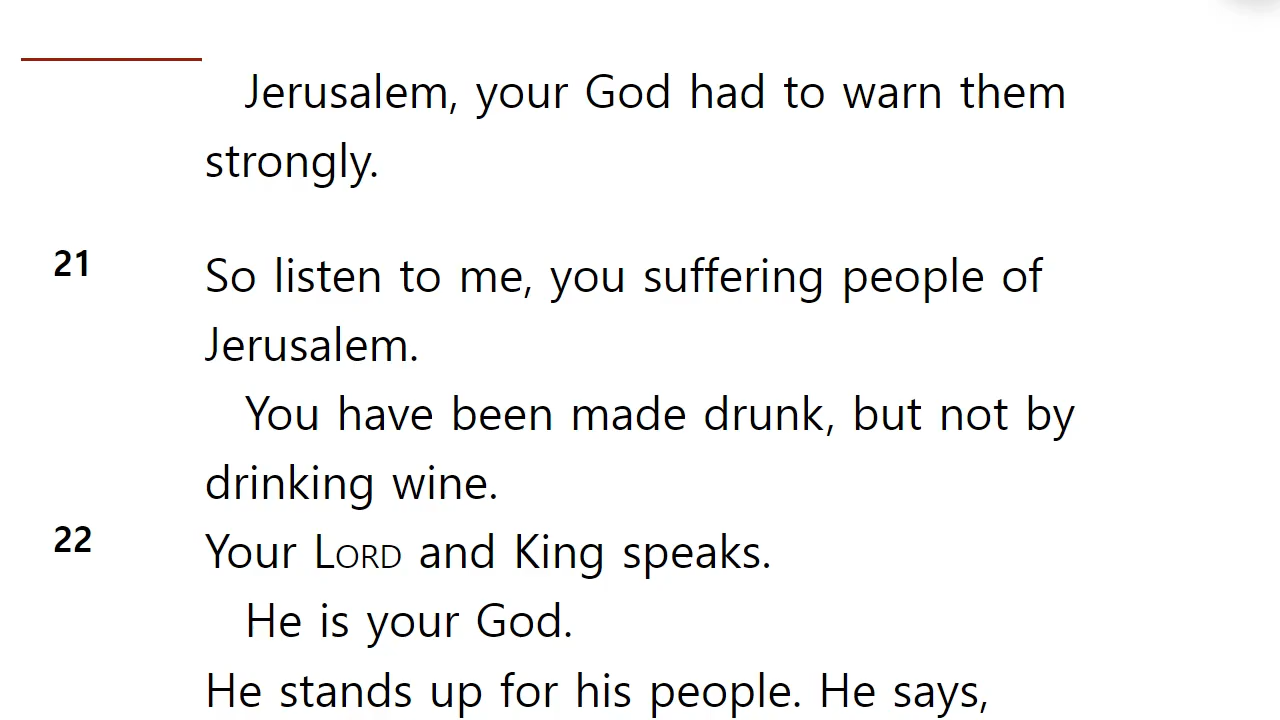 Jerusalem, your God had to warn them
strongly.
21 So listen to me, you suffering people of
Jerusalem.
You have been made drunk, but not by
drinking wine.
22 Your LORD and King speaks.
He is your God.
He stands up for his people. He says,